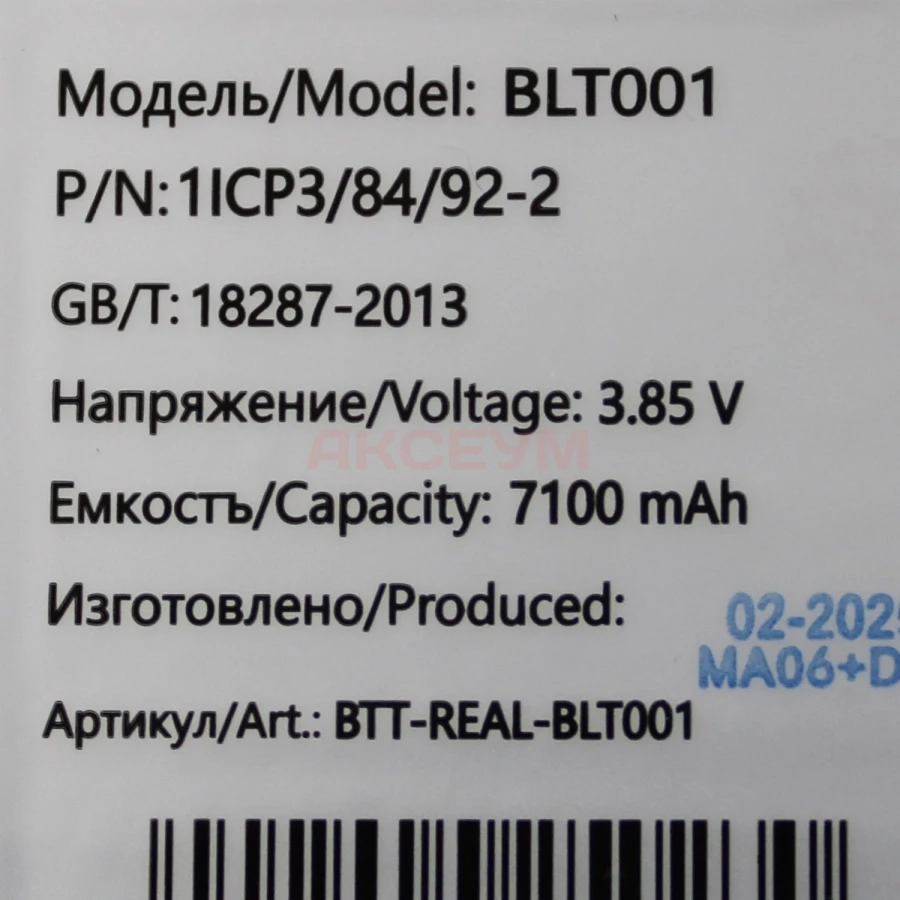 Модель/Model: BLT001
P/N: 1ICP3/84/92-2
GB/T: 18287-2013
Напряжение/Voltage: 3.85 V
АКСЕУМ
Емкость/Capacity: 7100 mAh
Изготовлено/Produced:
02-202
MA06+D
Артикул/Art.: BTT-REAL-BLT001